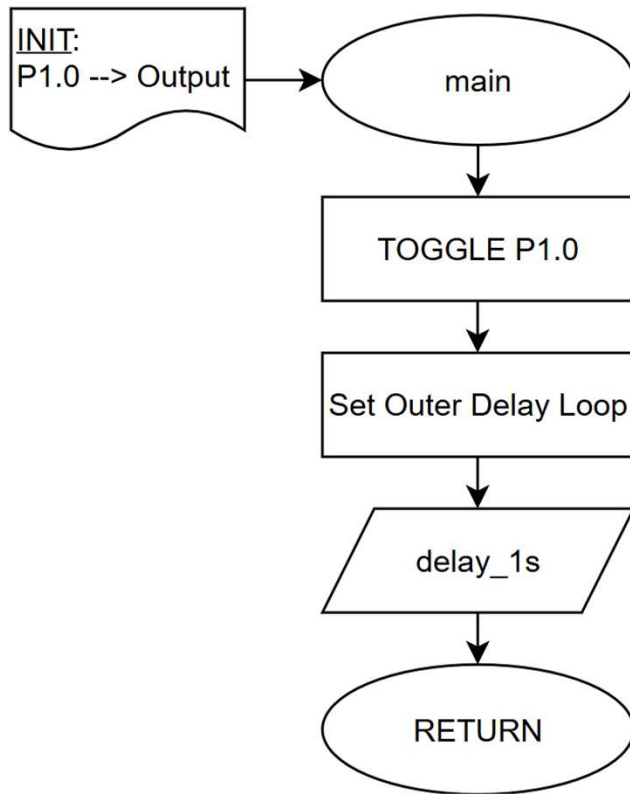 INIT:
P1.0 --> Output
main
TOGGLE P1.0
Set Outer Delay Loop
delay_1s
RETURN